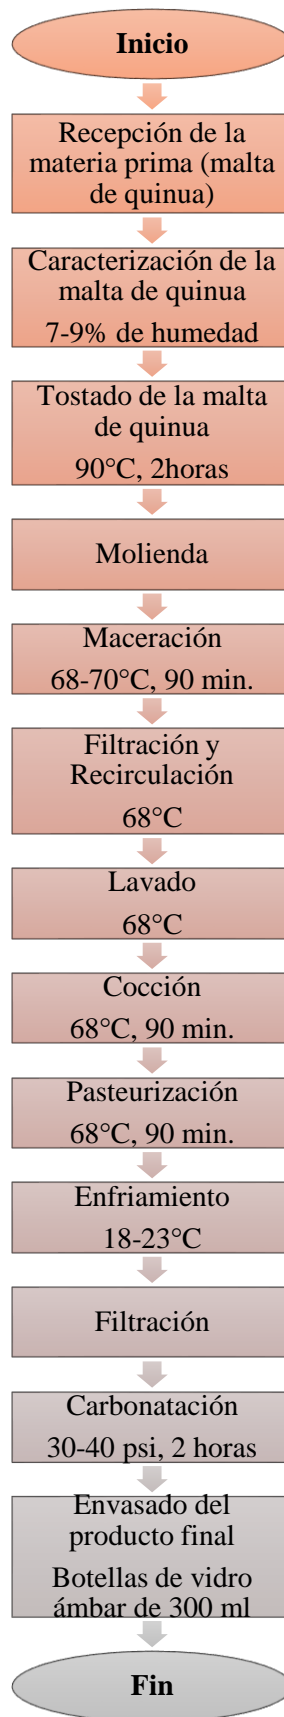 Inicio
Recepción de la
materia prima (malta
de quinua)
Caracterización de la
malta de quinua
7-9% de humedad
Tostado de la malta
de quinua
90°C, 2horas
Molienda
Maceración
68-70°C, 90 min.
Filtración y
Recirculación
68°C
Lavado
68°C
Cocción
68°C, 90 min.
Pasteurización
68°C, 90 min.
Enfriamiento
18-23°C
Filtración
Carbonatación
30-40 psi, 2 horas
Envasado del
producto final
Botellas de vidro
ámbar de 300 ml
Fin